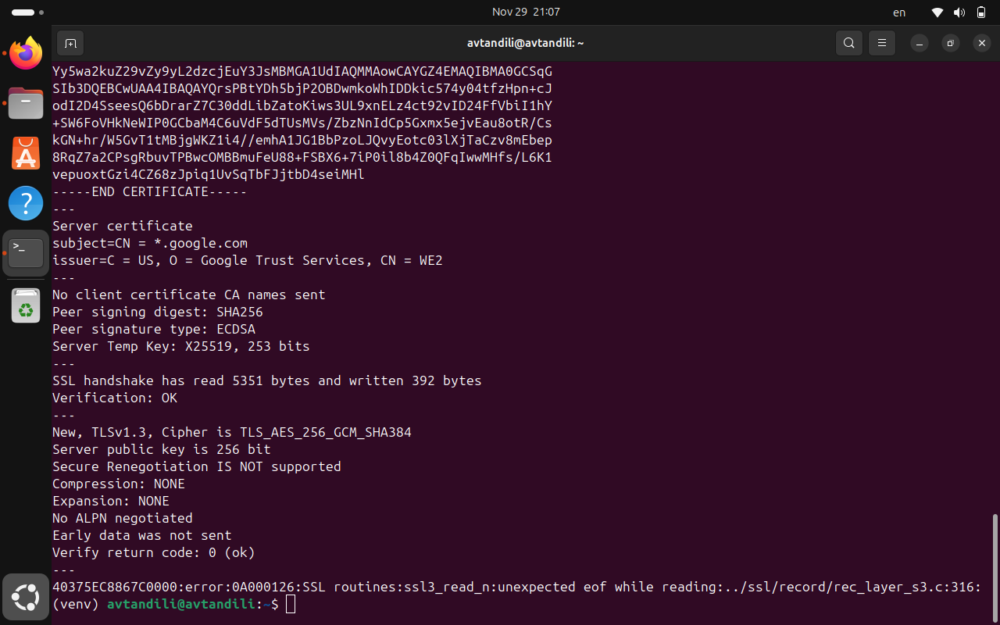 Nov 29 21:07
en
avtandili@avtandili: ~
Yy5wa2kuZ29vZy9yL2dzcjEuY3JsMBMGA1UdIAQMMAowCAYGZ4EMAQIBMA0GCSqG
SIb3DQEBCwUAA4IBAQAYQrsPBtYDh5bjP2OBDwmkoWhIDDkic574y04tfzHpn+cJ
odI2D4SseesQ6bDrarZ7C30ddLibZatoKiws3UL9xnELz4ct92vID24FfVbiI1hY
+SW6FoVHkNeWIP0GCbaM4C6uVdF5dTUsMVs/ZbzNnIdCp5Gxmx5ejvEau8otR/Cs
kGN+hr/W5GvT1tMBjgWKZ1i4//emhA1JG1BbPzoLJQvyEotc03lXjTaCzv8mEbep
8RqZ7a2CPsgRbuvTPBwcOMBBmuFeU88+FSBX6+7iP0il8b4Z0QFqIwwMHfs/L6K1
vepuoxtGzi4CZ68zJpiq1UvSqTbFJjtbD4seiMHl
-----END CERTIFICATE-----
---
Server certificate
subject=CN = *.google.com
issuer=C = US, O = Google Trust Services, CN = WE2
---
No client certificate CA names sent
Peer signing digest: SHA256
Peer signature type: ECDSA
Server Temp Key: X25519, 253 bits
---
SSL handshake has read 5351 bytes and written 392 bytes
Verification: OK
---
New, TLSv1.3, Cipher is TLS_AES_256_GCM_SHA384
Server public key is 256 bit
Secure Renegotiation IS NOT supported
Compression: NONE
Expansion: NONE
No ALPN negotiated
Early data was not sent
Verify return code: 0 (ok)
---
40375EC8867C0000:error:0A000126:SSL routines:ssl3_read_n:unexpected eof while reading:../ssl/record/rec_layer_s3.c:316:
(venv) avtandili@avtandili:~$